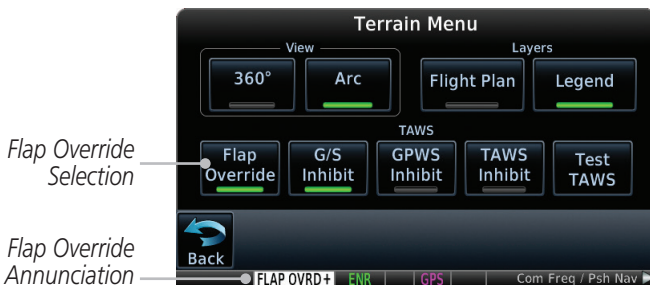 Terrain Menu
View
Layers
360°
Arc
Flight Plan
Legend
TAWS
Flap Override
G/S Inhibit
GPWS Inhibit
TAWS Inhibit
Test TAWS
Flap Override Selection
Back
Flap Override Annunciation
FLAP OVRD+ ENR GPS Com Freq / Psh Nav